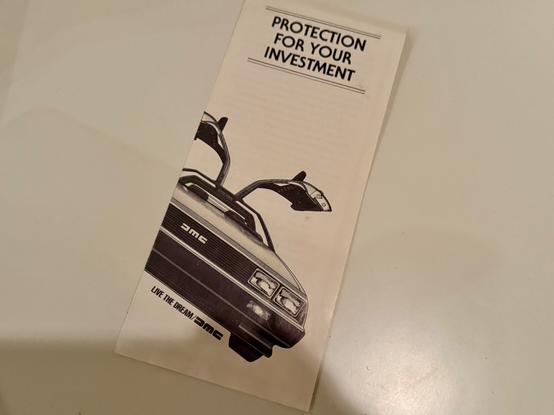 PROTECTION
FOR YOUR
INVESTMENT
DMC
LIVE THE DREAM/DMC